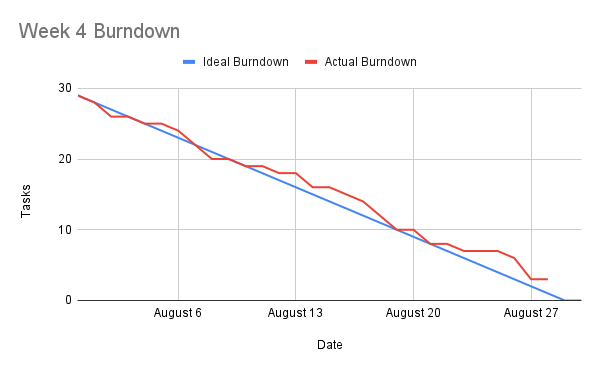 Week 4 Burndown
Ideal Burndown Actual Burndown
30
20
10
0
Tasks
August 6 August 13 August 20 August 27
Date